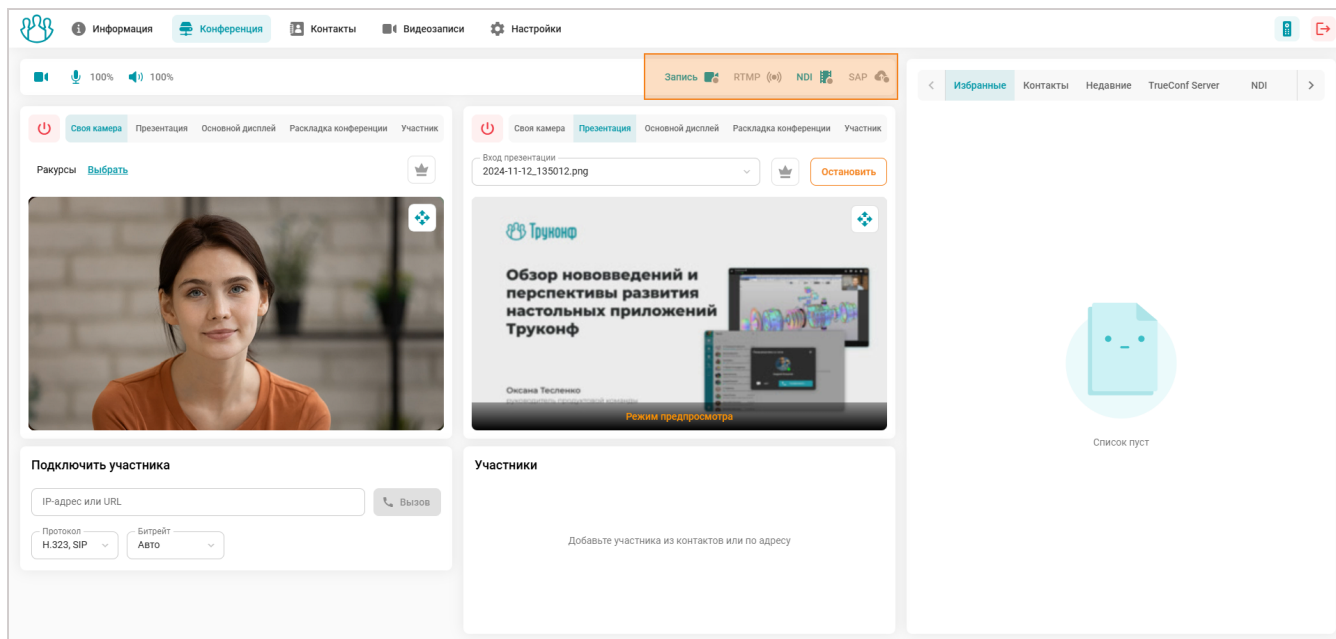 Информация
Конференция
Контакты
Видеозаписи
Настройки
100%
100%
Запись
RTMP
NDI
SAP
Избранные
Контакты
Недавние
TrueConf Server
NDI
Своя камера
Презентация
Основной дисплей
Раскладка конференции
Участник
Ракурсы
Выбрать
Своя камера
Презентация
Основной дисплей
Раскладка конференции
Участник
Вход презентации
2024-11-12_135012.png
Остановить
Труконф
Обзор нововведений и
перспективы развития
настольных приложений
Труконф
Оксана Тесленко
руководитель продуктовой команды
Режим предпросмотра
Список пуст
Подключить участника
IP-адрес или URL
Вызов
Протокол
H.323, SIP
Битрейт
Авто
Участники
Добавьте участника из контактов или по адресу